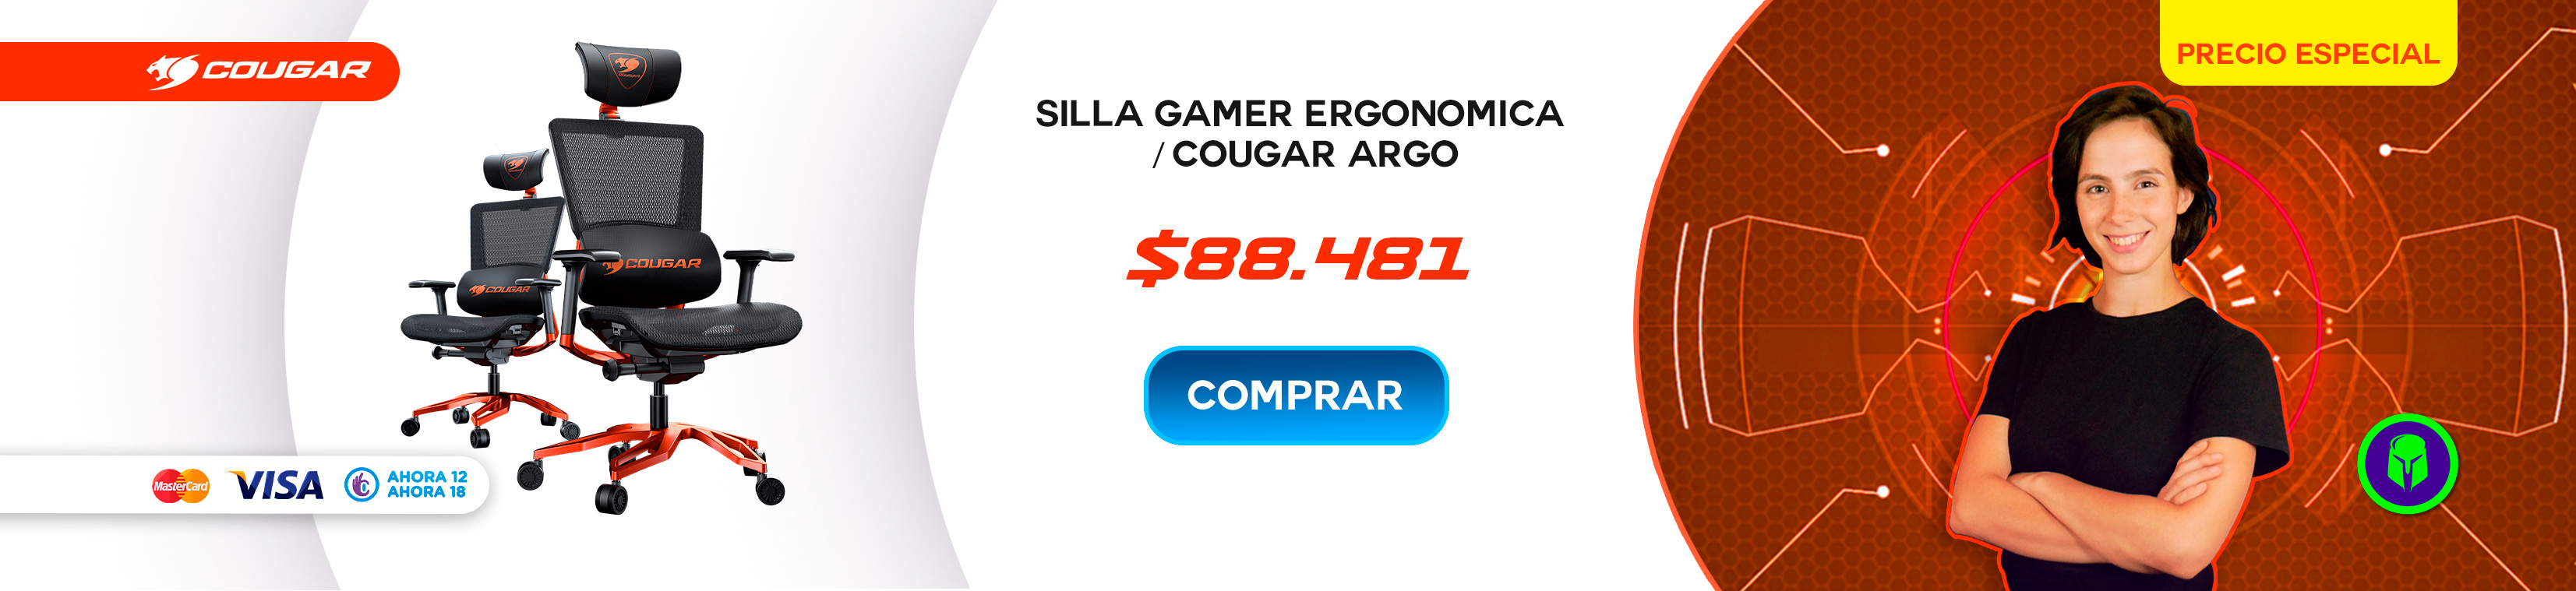 COUGAR
COUGAR
COUGAR
COUGAR
MasterCard
VISA
AHORA 12
AHORA 18
SILLA GAMER ERGONOMICA
/ COUGAR ARGO
$88.481
COMPRAR
PRECIO ESPECIAL